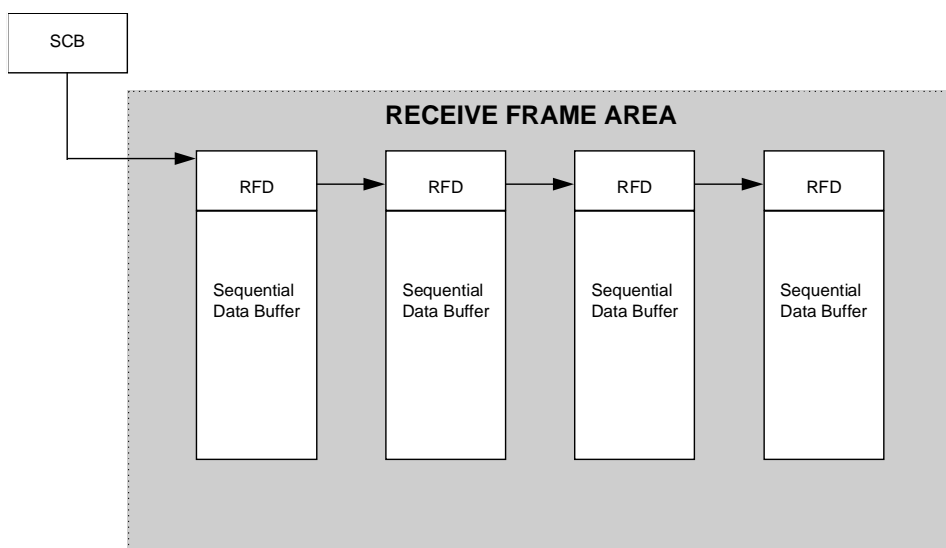 SCB
RECEIVE FRAME AREA
RFD
RFD
RFD
RFD
Sequential
Data Buffer
Sequential
Data Buffer
Sequential
Data Buffer
Sequential
Data Buffer